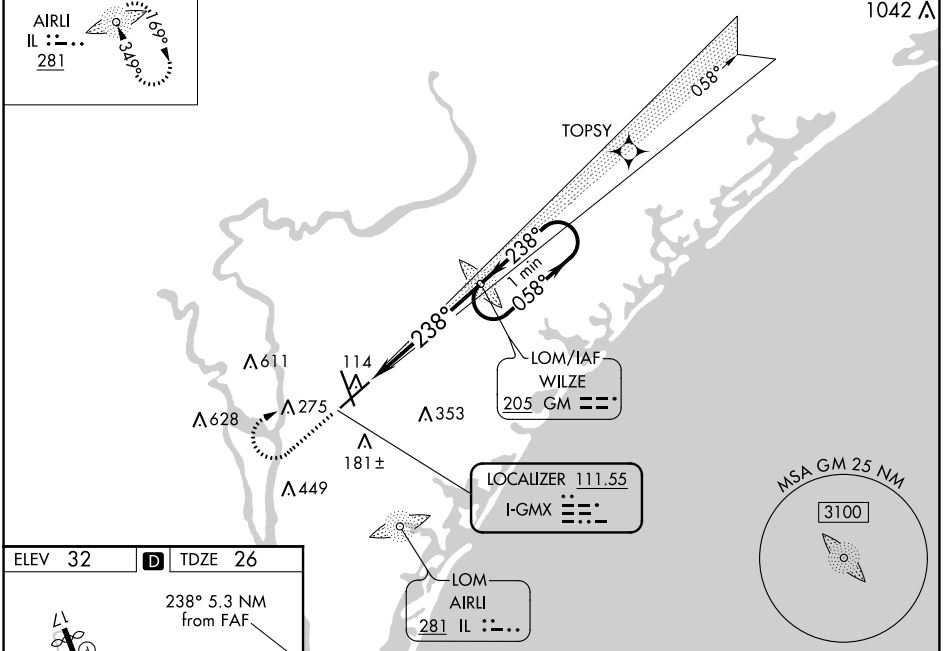 AIRLI
IL
281
169°
349°
1042
058°
TOPSY
238°
1 min
058°
238°
LOM/IAF
WILZE
205 GM
611
114
628
275
353
181±
449
LOCALIZER 111.55
I-GMX
MSA GM 25 NM
3100
LOM
AIRLI
281 IL
ELEV 32 D TDZE 26
238° 5.3 NM
from FAF
17